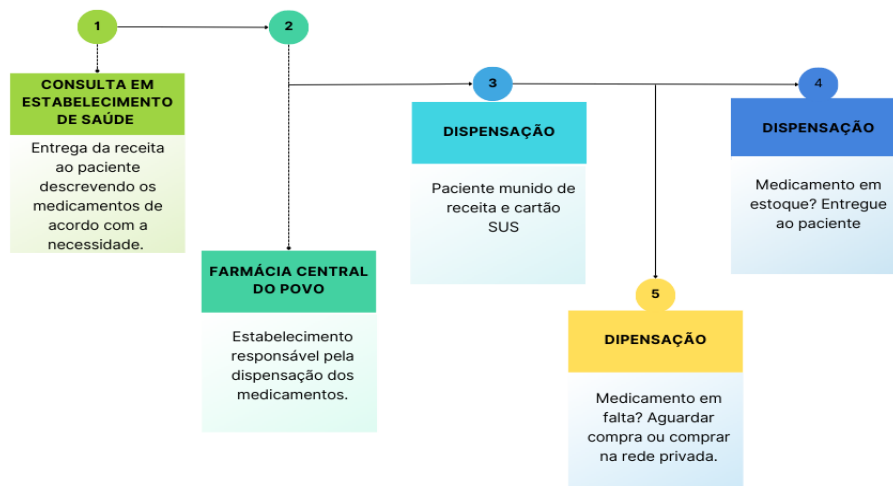 1
CONSULTA EM
ESTABELECIMENTO
DE SAÚDE
Entrega da receita
ao paciente
descrevendo os
medicamentos de
acordo com a
necessidade.
2
FARMÁCIA CENTRAL
DO POVO
Estabelecimento
responsável pela
dispensação dos
medicamentos.
3
DISPENSAÇÃO
Paciente munido de
receita e cartão
SUS
4
DISPENSAÇÃO
Medicamento em
estoque? Entregue
ao paciente
5
DIPENSAÇÃO
Medicamento em
falta? Aguardar
compra ou comprar
na rede privada.